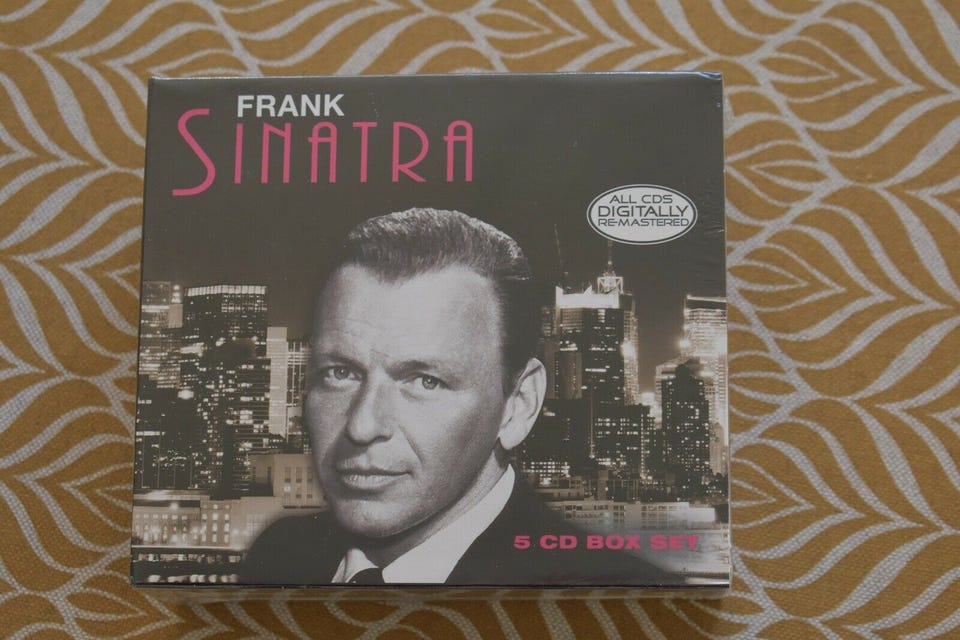 FRANK
SINATRA
ALL CDS
DIGITALLY
RE-MASTERED
5 CD BOX SET